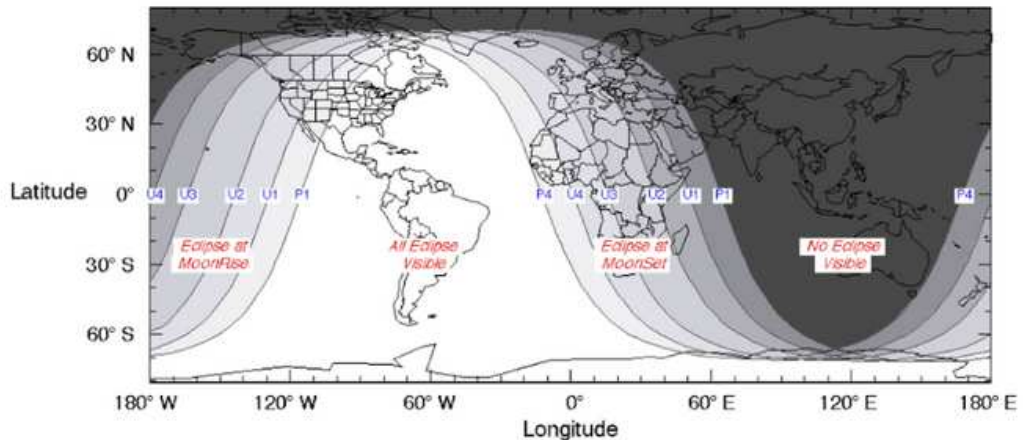 60° N
30° N
Latitude 0° U4 U3 U2 U1 P1 P4 U4 U3 U2 U1 P1 P4
Eclipse at MoonRise
All Eclipse Visible
Eclipse at MoonSet
No Eclipse Visible
30° S
60° S
180° W 120° W 60° W 0° 60° E 120° E 180° E
Longitude